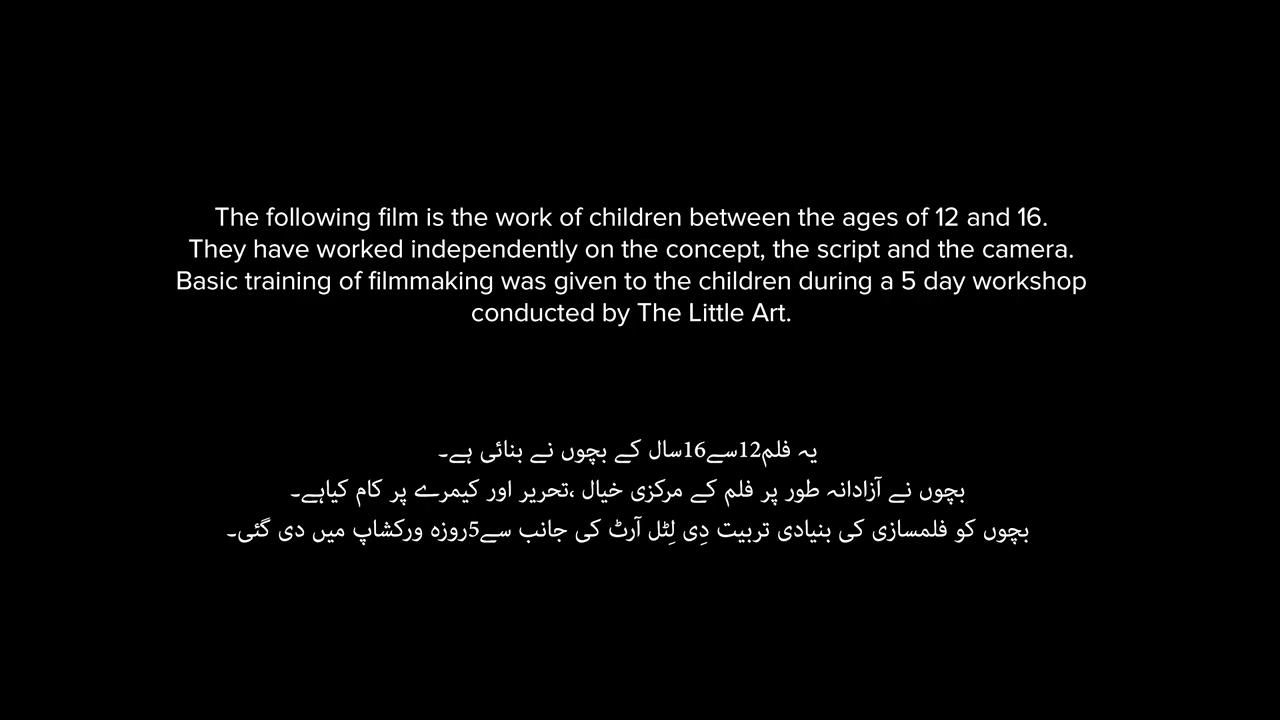 The following film is the work of children between the ages of 12 and 16.
They have worked independently on the concept, the script and the camera.
Basic training of filmmaking was given to the children during a 5 day workshop
conducted by The Little Art.
یہ فلم12سے16سال کے بچوں نے بنائی ہے۔
بچوں نے آزادانہ طور پر فلم کے مرکزی خیال ،تحریر اور کیمرے پر کام کیاہے۔
بچوں کو فلمسازی کی بنیادی تربیت دِی لِٹل آرٹ کی جانب سے5روزہ ورکشاپ میں دی گئی۔